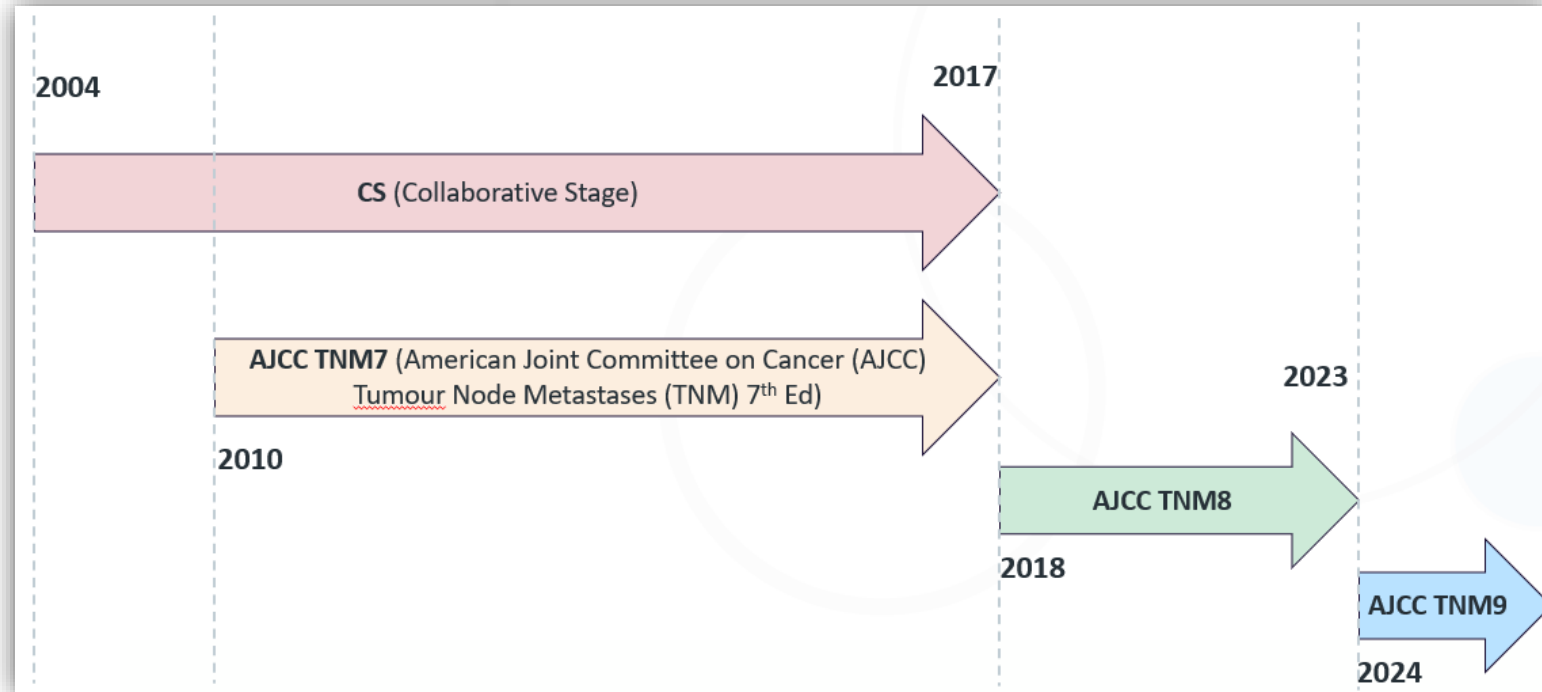 2004
2017
CS (Collaborative Stage)
AJCC TNM7 (American Joint Committee on Cancer (AJCC)
Tumour Node Metastases (TNM) 7th Ed)
2010
2023
AJCC TNM8
2018
AJCC TNM9
2024